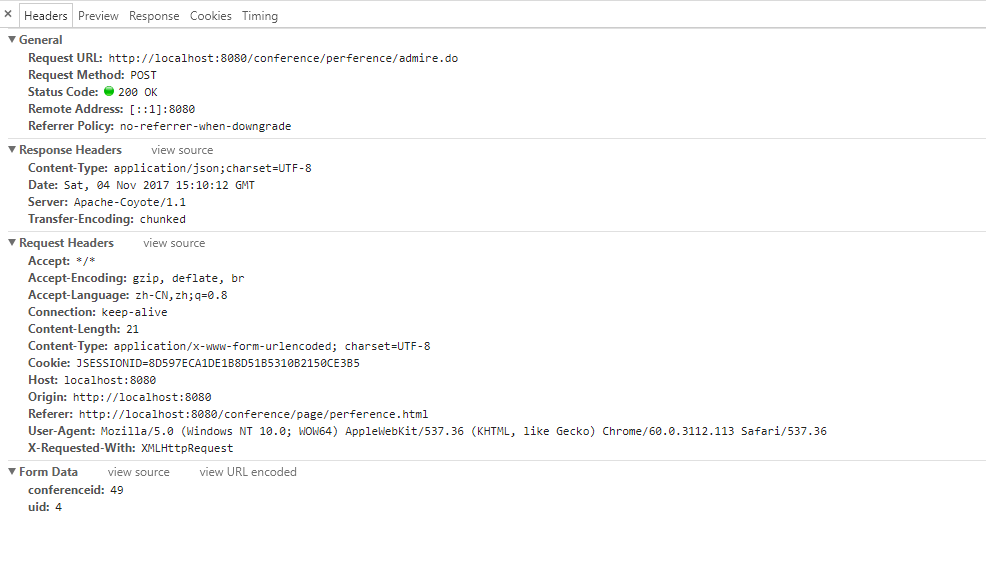 × Headers Preview Response Cookies Timing
▼ General
Request URL: http://localhost:8080/conference/perference/admire.do
Request Method: POST
Status Code: 200 OK
Remote Address: [::1]:8080
Referrer Policy: no-referrer-when-downgrade
▼ Response Headers view source
Content-Type: application/json;charset=UTF-8
Date: Sat, 04 Nov 2017 15:10:12 GMT
Server: Apache-Coyote/1.1
Transfer-Encoding: chunked
▼ Request Headers view source
Accept: */*
Accept-Encoding: gzip, deflate, br
Accept-Language: zh-CN,zh;q=0.8
Connection: keep-alive
Content-Length: 21
Content-Type: application/x-www-form-urlencoded; charset=UTF-8
Cookie: JSESSIONID=8D597ECA1DE1B8D51B5310B2150CE3B5
Host: localhost:8080
Origin: http://localhost:8080
Referer: http://localhost:8080/conference/page/perference.html
User-Agent: Mozilla/5.0 (Windows NT 10.0; WOW64) AppleWebKit/537.36 (KHTML, like Gecko) Chrome/60.0.3112.113 Safari/537.36
X-Requested-With: XMLHttpRequest
▼ Form Data view source view URL encoded
conferenceid: 49
uid: 4